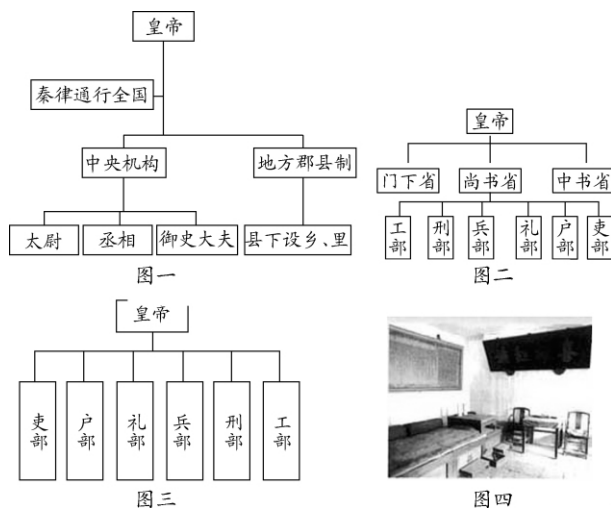 皇帝
秦律通行全国
中央机构
地方郡县制
太尉
丞相
御史大夫
县下设乡、里
图一
皇帝
门下省
尚书省
中书省
工部
刑部
兵部
礼部
户部
吏部
图二
皇帝
吏部
户部
礼部
兵部
刑部
工部
图三
图四